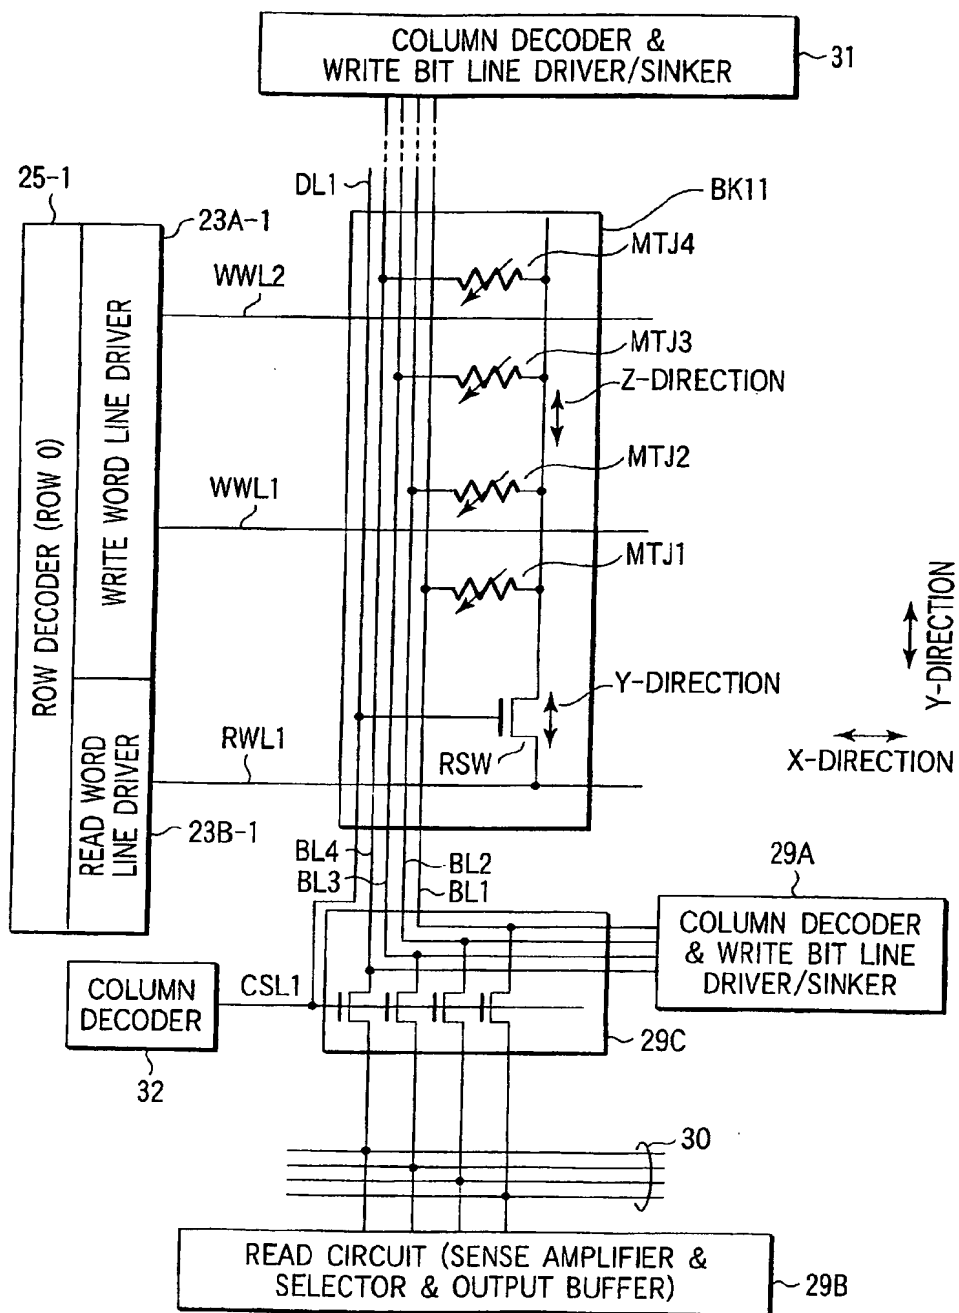 COLUMN DECODER &
WRITE BIT LINE DRIVER/SINKER
31
25-1
DL1
BK11
23A-1
MTJ4
WWL2
MTJ3
Z-DIRECTION
ROW DECODER (ROW 0)
WRITE WORD LINE DRIVER
MTJ2
WWL1
MTJ1
Y-DIRECTION
Y-DIRECTION
X-DIRECTION
RSW
RWL1
READ WORD
LINE DRIVER
23B-1
BL4
BL2
BL3
BL1
29A
COLUMN DECODER
& WRITE BIT LINE
DRIVER/SINKER
COLUMN
DECODER
CSL1
29C
32
30
READ CIRCUIT (SENSE AMPLIFIER &
SELECTOR & OUTPUT BUFFER)
29B